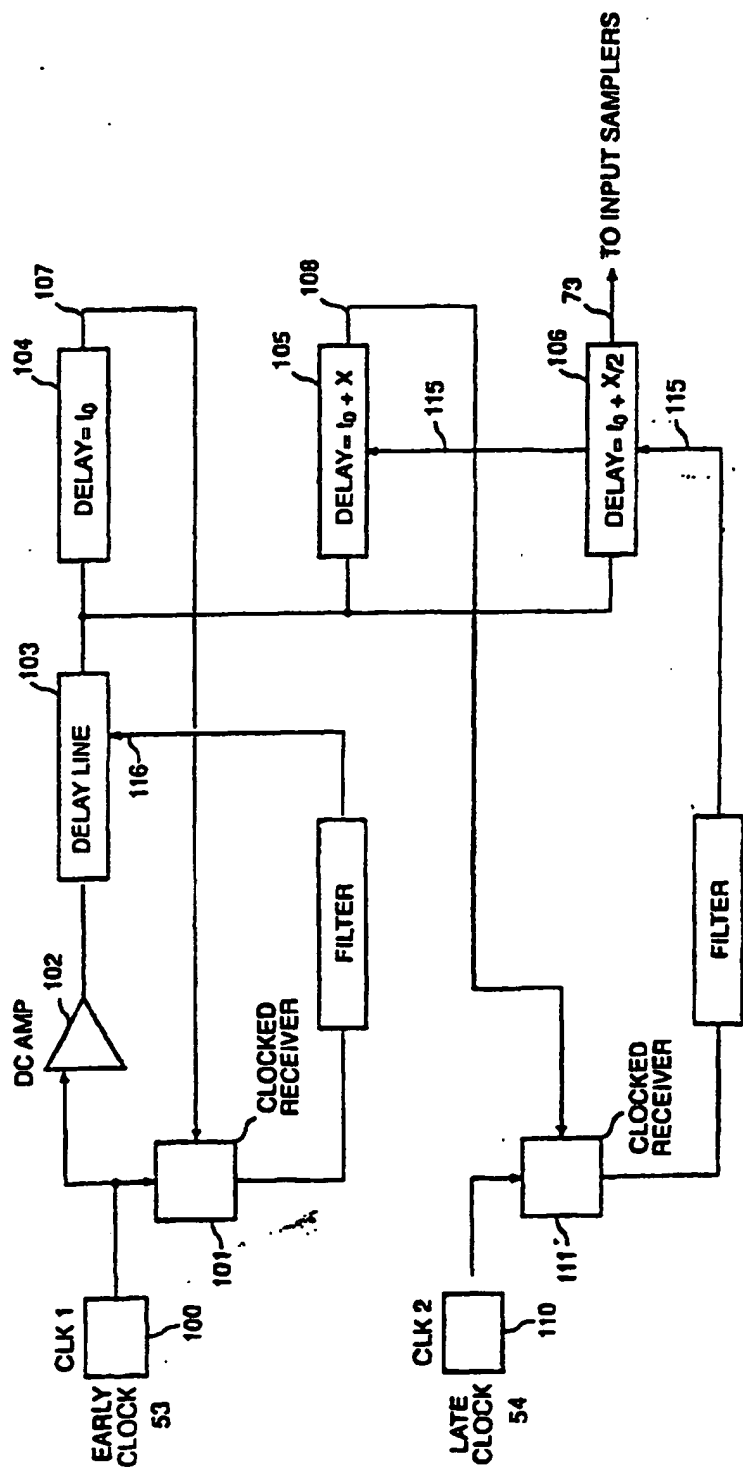 EARLY
CLOCK
53
CLK 1
100
DC AMP
102
DELAY LINE
103
116
DELAY= t₀
104
107
101
CLOCKED
RECEIVER
FILTER
DELAY= t₀ + X
105
108
115
LATE
CLOCK
54
CLK 2
110
111
CLOCKED
RECEIVER
FILTER
DELAY= t₀ + X/2
106
115
73
TO INPUT SAMPLERS